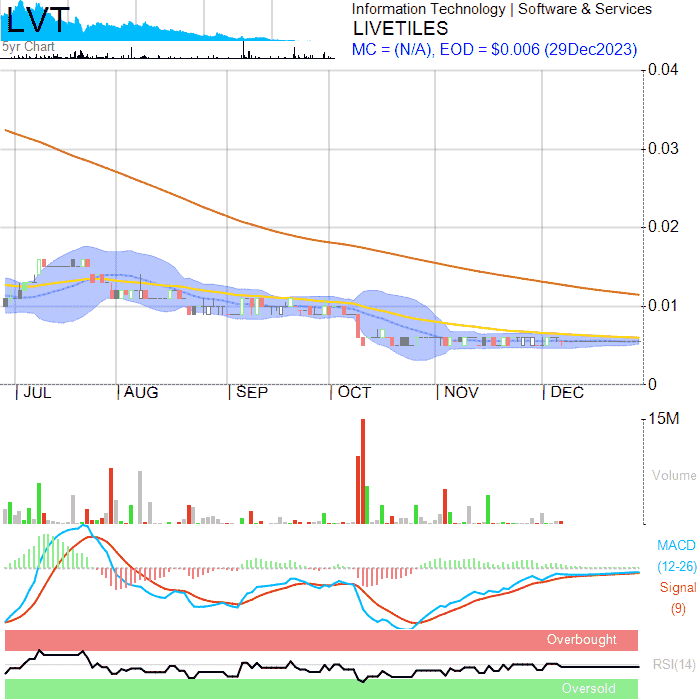 LVT
5yr Chart
Information Technology | Software & Services
LIVETILES
MC = (N/A), EOD = $0.006 (29Dec2023)
0.04
0.03
0.02
0.01
0
JUL
AUG
SEP
OCT
NOV
DEC
15M
Volume
MACD
(12-26)
Signal
(9)
Overbought
RSI(14)
Oversold